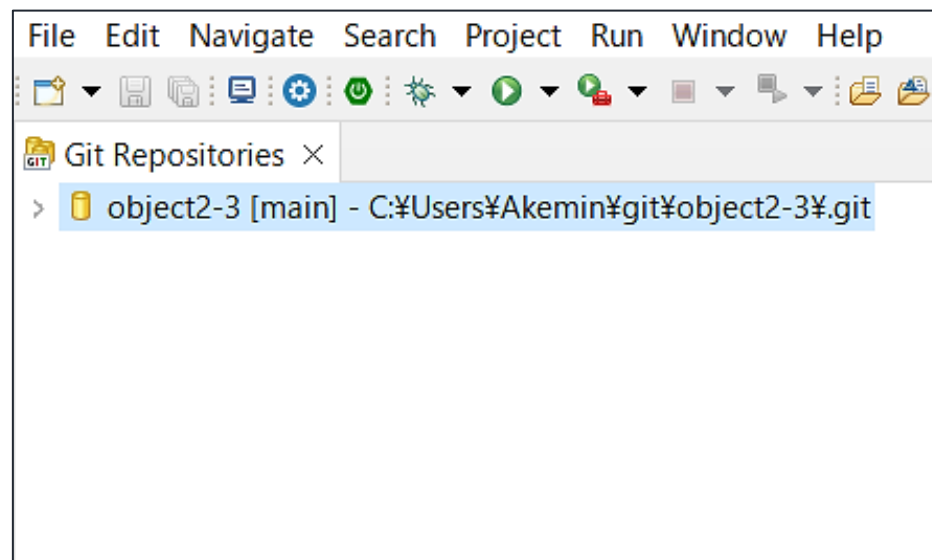 File Edit Navigate Search Project Run Window Help
GIT Git Repositories
object2-3 [main] - C:¥Users¥Akemin¥git¥object2-3¥.git